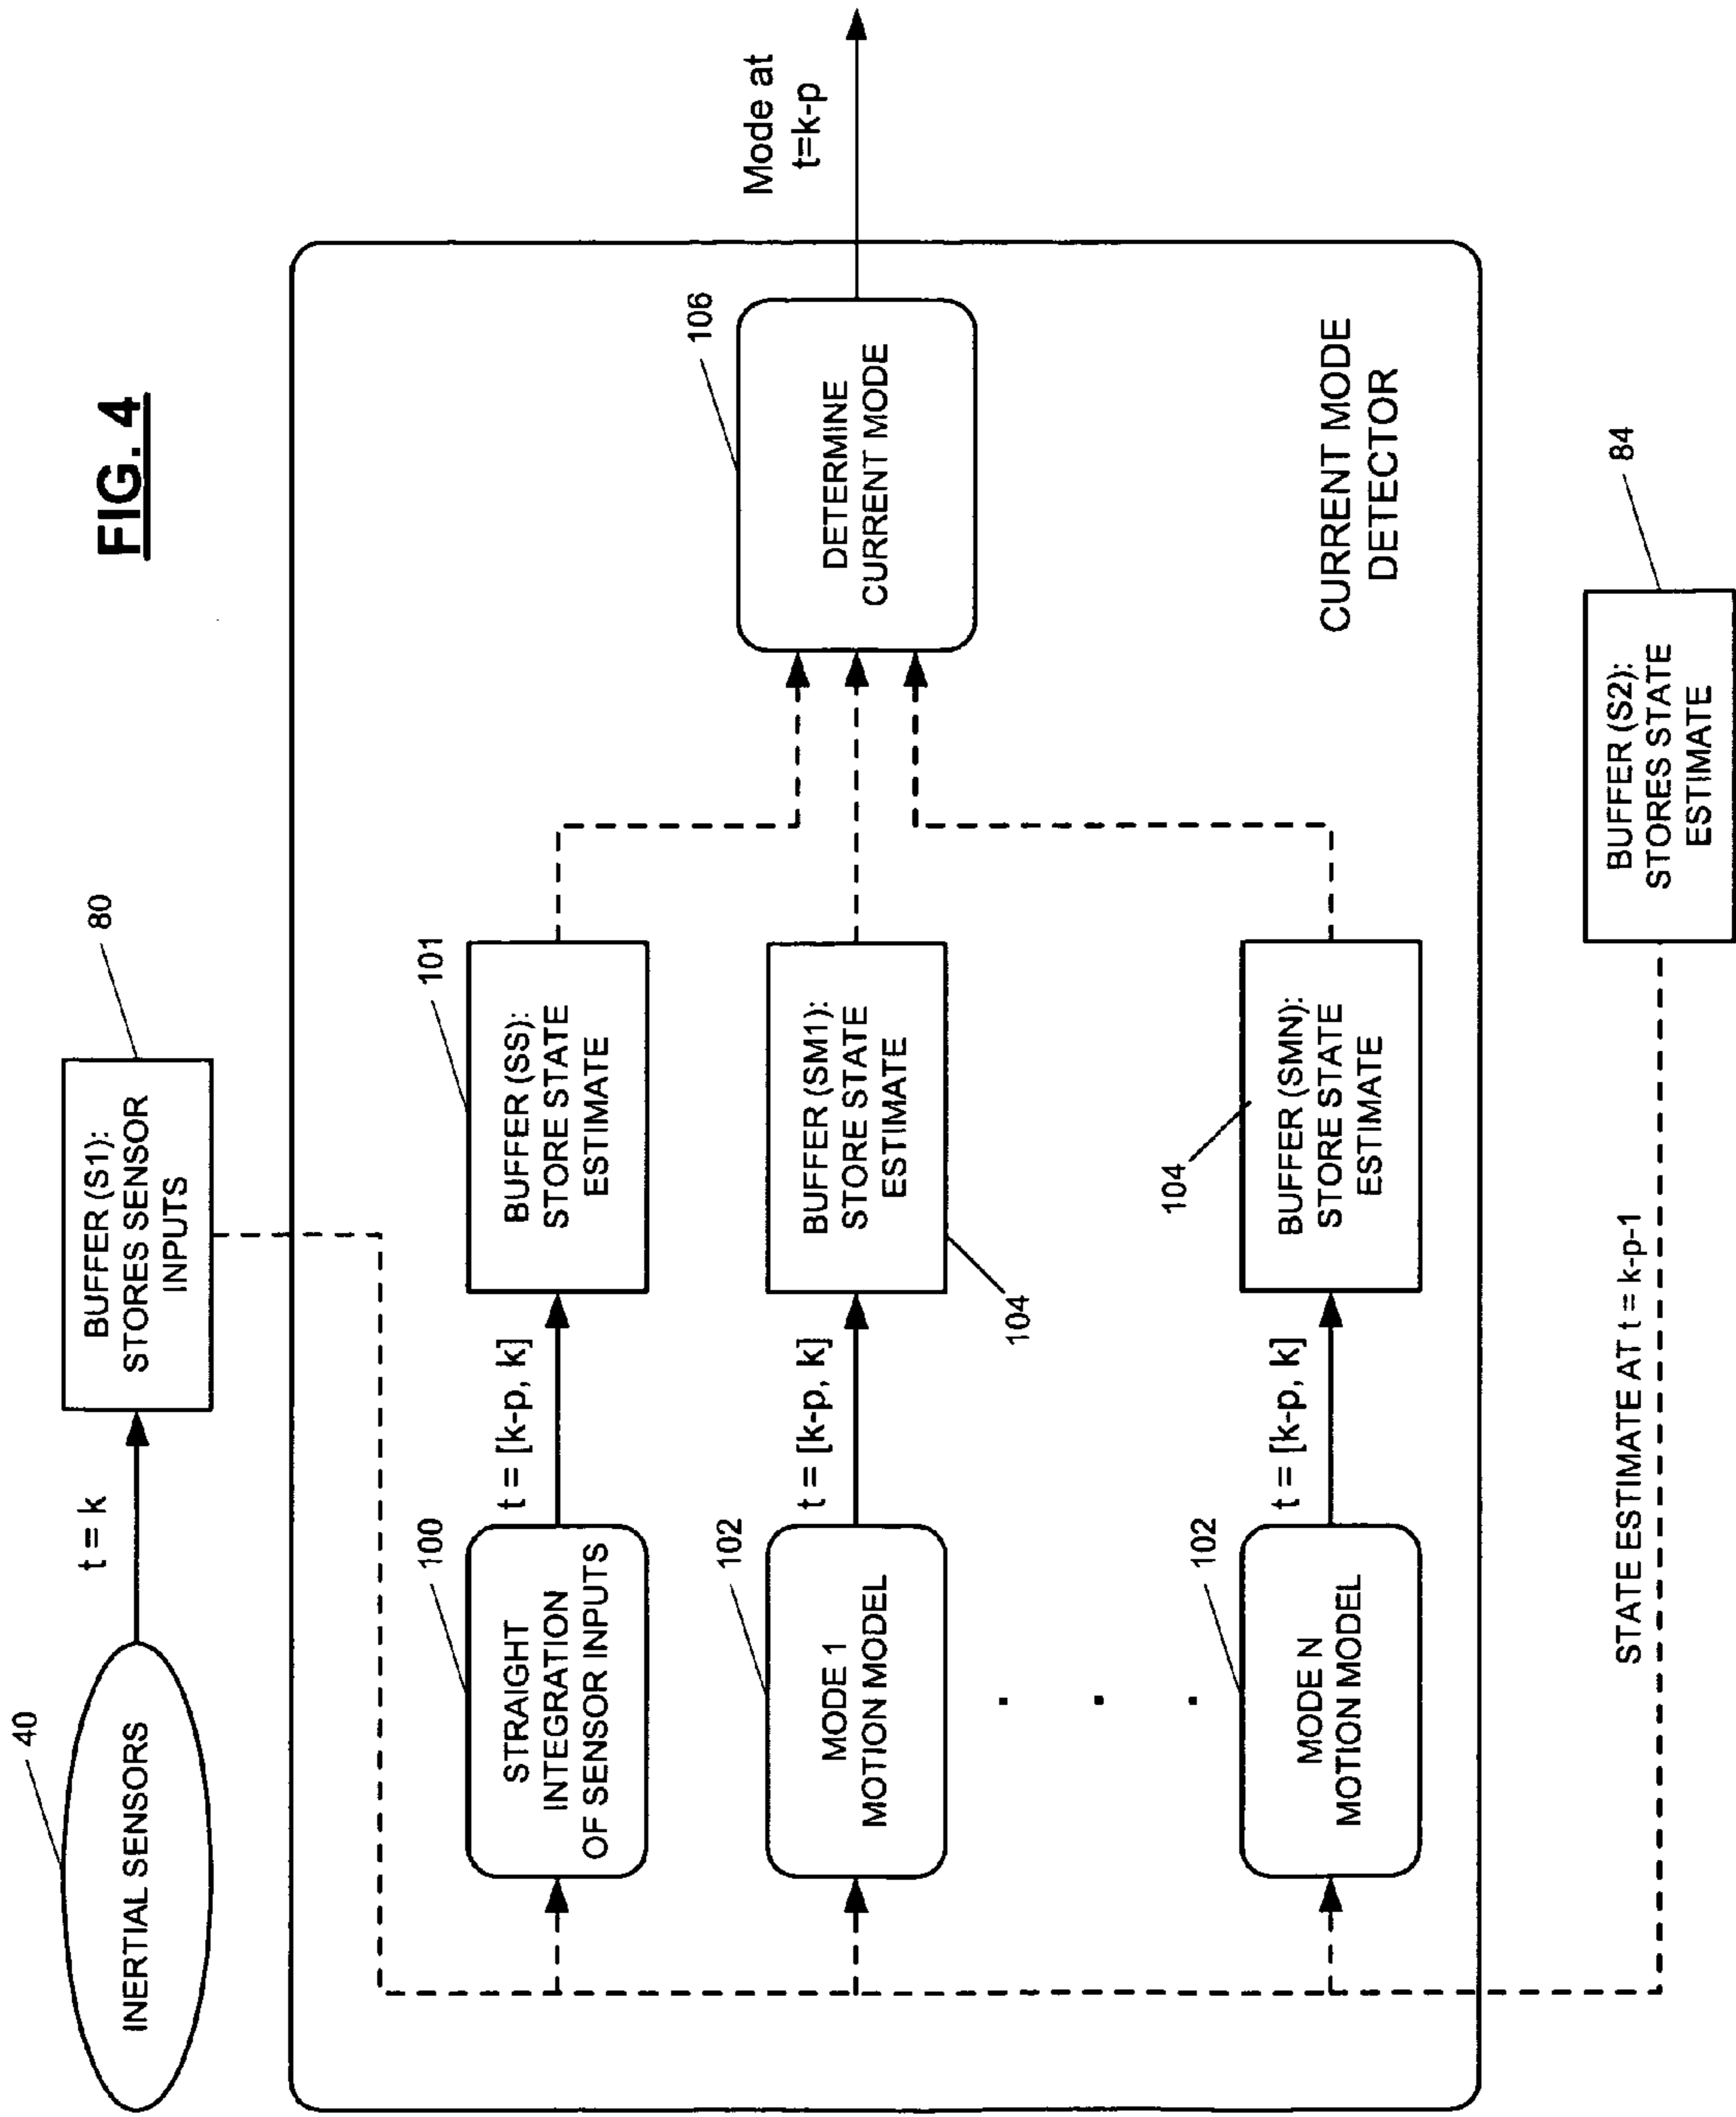 FIG. 4
40
INERTIAL SENSORS
t = k
80
BUFFER (S1):
STORES SENSOR
INPUTS
100
STRAIGHT
INTEGRATION
OF SENSOR INPUTS
t = [k-p, k]
101
BUFFER (SS):
STORE STATE
ESTIMATE
102
MODE 1
MOTION MODEL
t = [k-p, k]
BUFFER (SM1):
STORE STATE
ESTIMATE
104
106
DETERMINE
CURRENT MODE
Mode at
t=k-p
102
MODE N
MOTION MODEL
t = [k-p, k]
104
BUFFER (SMN):
STORE STATE
ESTIMATE
CURRENT MODE
DETECTOR
STATE ESTIMATE AT t = k-p-1
84
BUFFER (S2):
STORES STATE
ESTIMATE